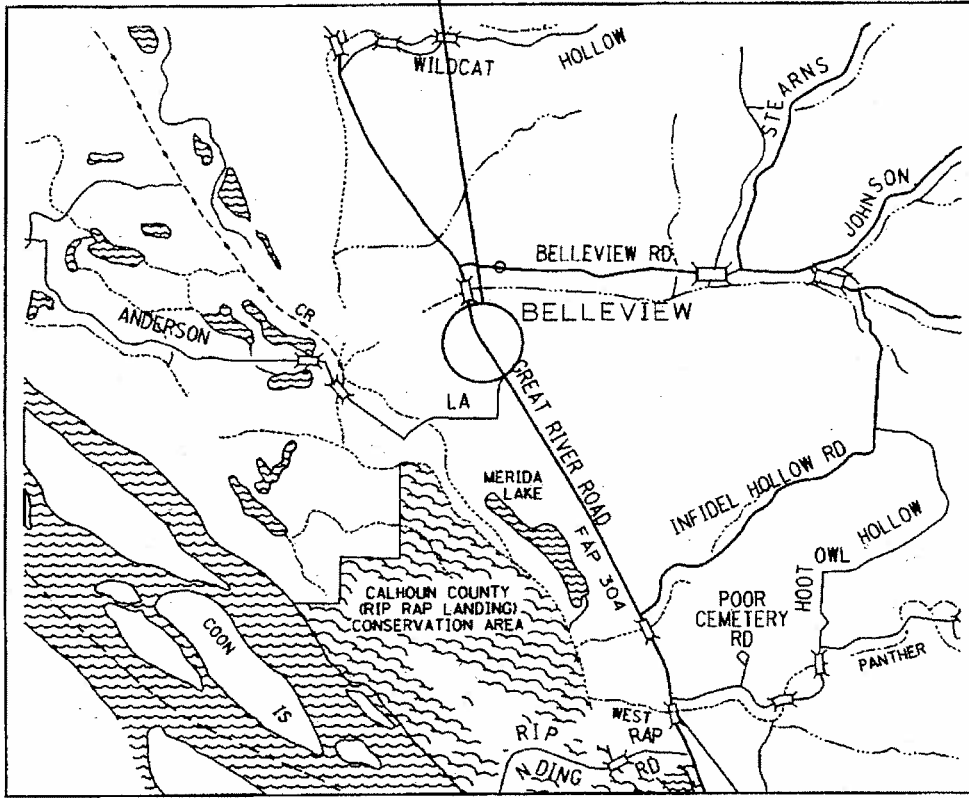 WILDCAT
HOLLOW
STEARNS
JOHNSON
BELLEVIEW RD
BELLEVIEW
ANDERSON
CR
LA
GREAT RIVER ROAD
FAP 304
MERIDA
LAKE
INFIDEL HOLLOW RD
HOOT OWL
HOLLOW
CALHOUN COUNTY
(RIP RAP LANDING)
CONSERVATION AREA
POOR
CEMETERY
RD
PANTHER
COON
IS
WEST
RIP
RAP
NDING
RD